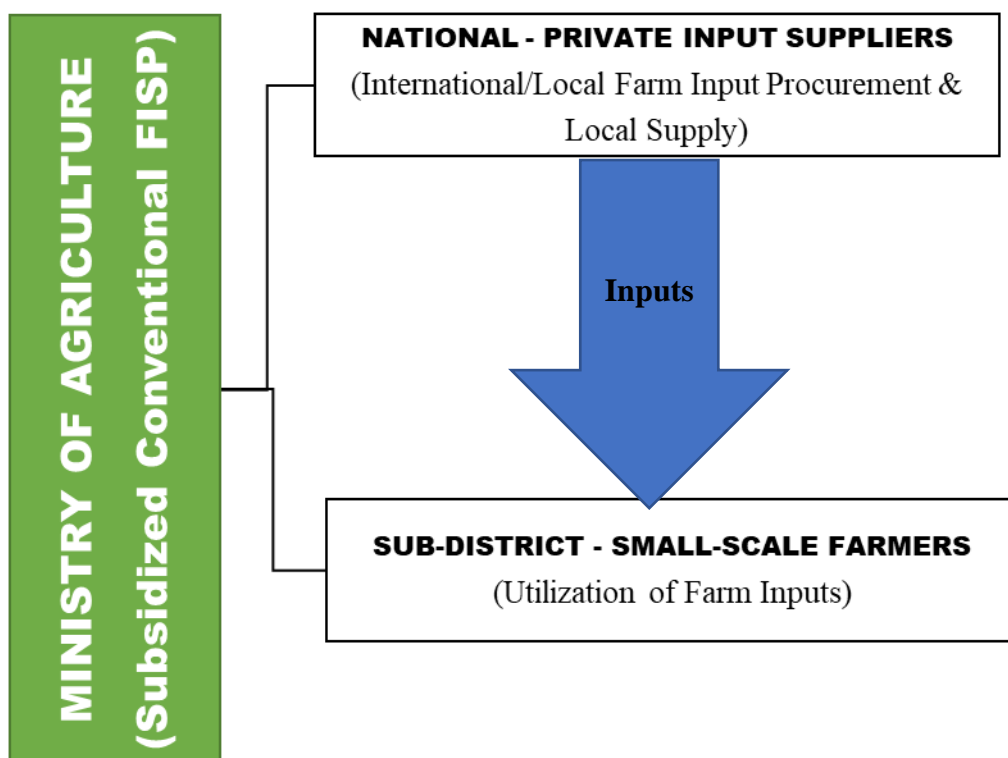 MINISTRY OF AGRICULTURE
(Subsidized Conventional FISP)
NATIONAL - PRIVATE INPUT SUPPLIERS
(International/Local Farm Input Procurement &
Local Supply)
Inputs
SUB-DISTRICT - SMALL-SCALE FARMERS
(Utilization of Farm Inputs)